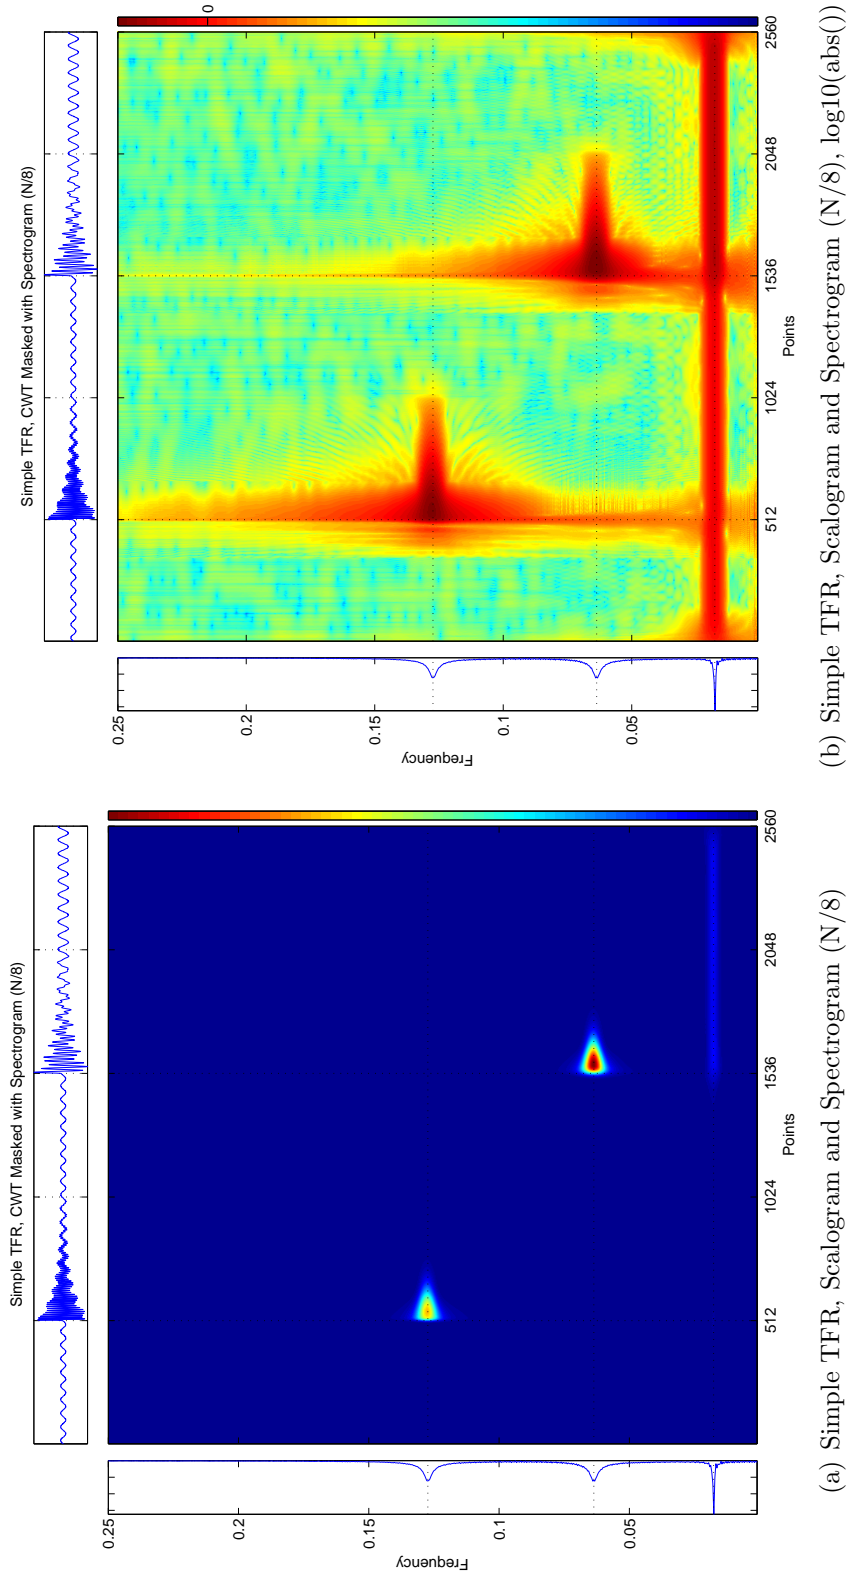 Simple TFR, CWT Masked with Spectrogram (N/8)
0.25
0.2
0.15
0.1
0.05
Frequency
512
1024
1536
2048
2560
Points
(a) Simple TFR, Scalogram and Spectrogram (N/8)
Simple TFR, CWT Masked with Spectrogram (N/8)
0
0.25
0.2
0.15
0.1
0.05
Frequency
512
1024
1536
2048
2560
Points
(b) Simple TFR, Scalogram and Spectrogram (N/8), log10(abs())